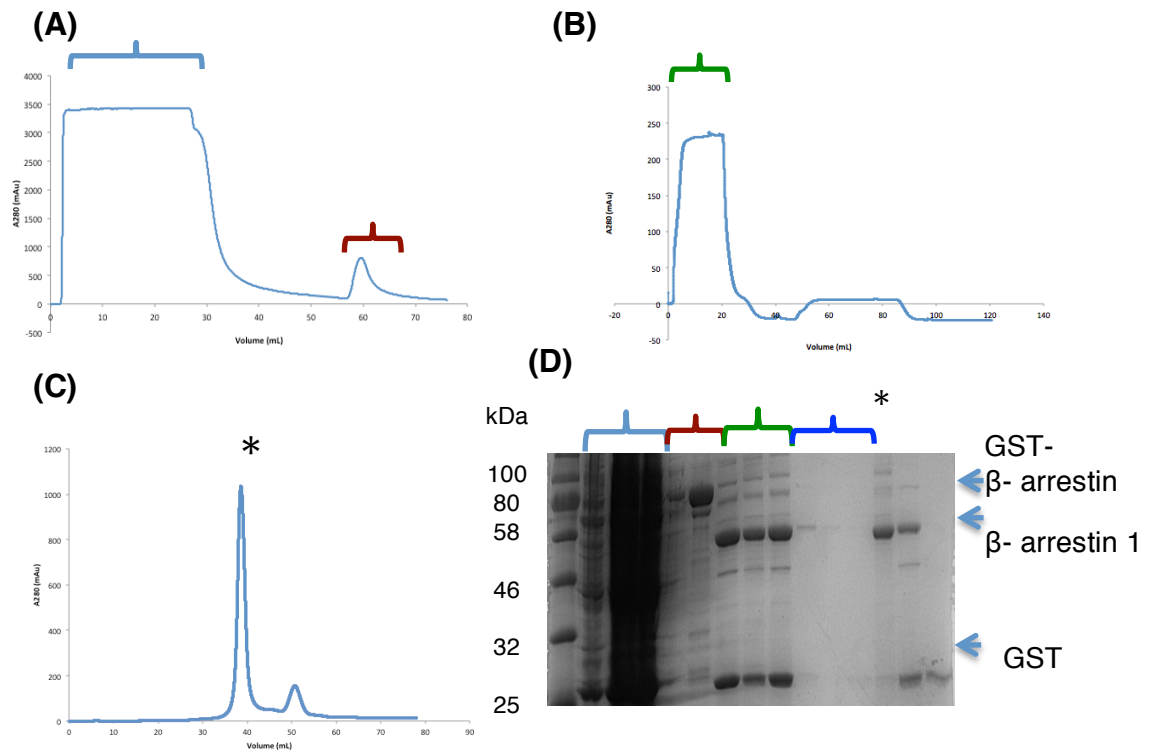 (A)
4000
3500
3000
2500
2000
1500
1000
500
0
-500
A280 (mAu)
0 10 20 30 40 50 60 70 80
Volume (mL)
(B)
300
250
200
150
100
50
0
-50
A280 (mAu)
-20 0 20 40 60 80 100 120 140
Volume (mL)
(C)
*
1200
1000
800
600
400
200
0
A280 (mAu)
0 10 20 30 40 50 60 70 80 90
Volume (mL)
(D)
*
kDa
100
80
58
46
32
25
GST-
β- arrestin
β- arrestin 1
GST